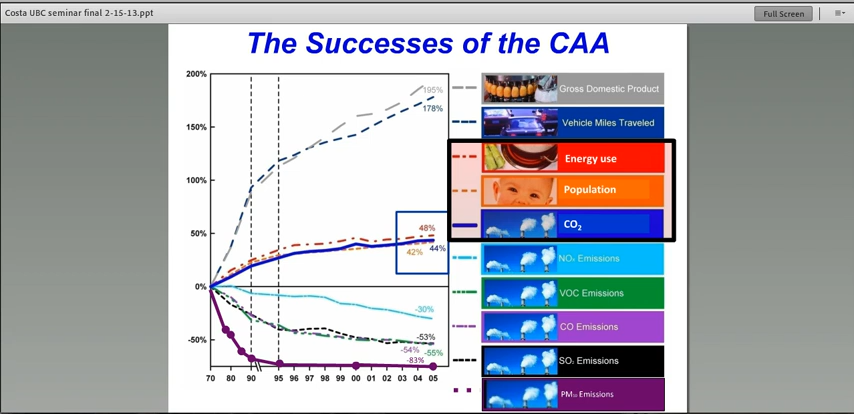 Costa UBC seminar final 2-15-13.ppt
Full Screen
The Successes of the CAA
200%
150%
100%
50%
0%
-50%
195%
178%
48%
42%
44%
-30%
-53%
-54%
-55%
-83%
70 80 90 95 96 97 98 99 00 01 02 03 04 05
Gross Domestic Product
Vehicle Miles Traveled
Energy use
Population
CO₂
NOₓ Emissions
VOC Emissions
CO Emissions
SO₂ Emissions
PM₁₀ Emissions